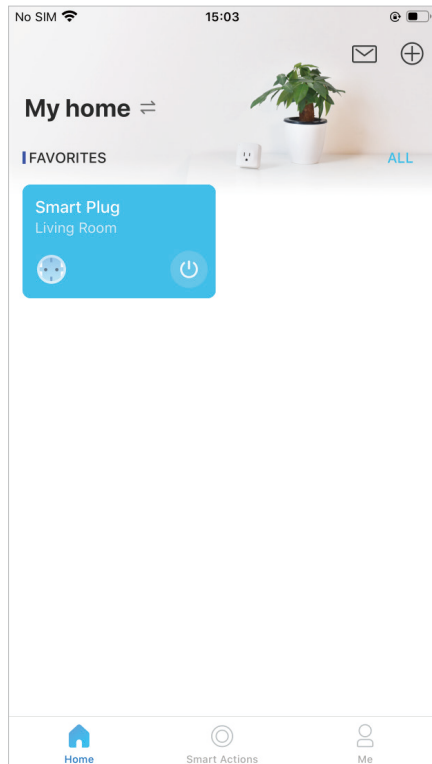 No SIM 15:03
My home
FAVORITES ALL
Smart Plug
Living Room
Home Smart Actions Me